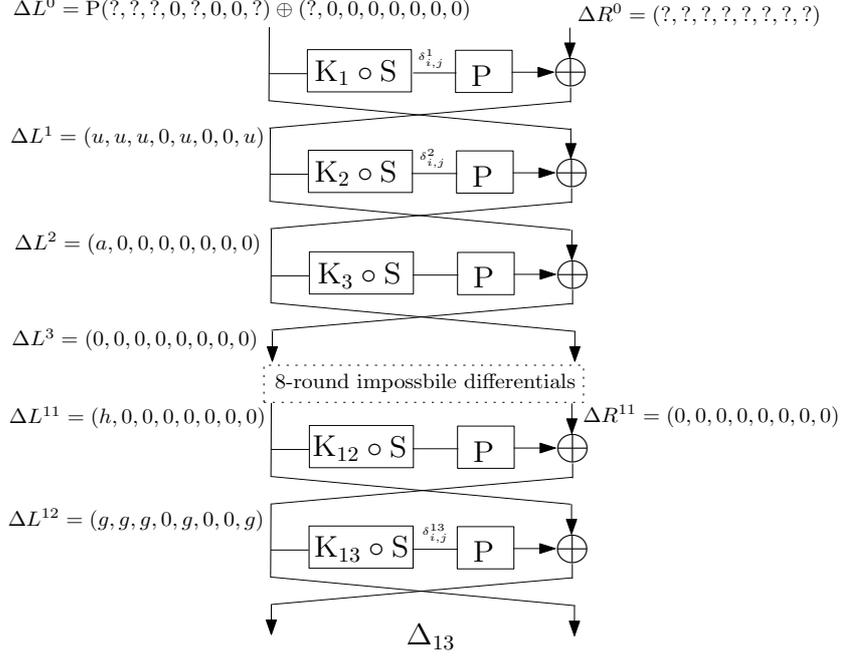 ΔL⁰ = P(?, ?, ?, 0, ?, 0, 0, ?) ⊕ (?, 0, 0, 0, 0, 0, 0, 0)
ΔR⁰ = (?, ?, ?, ?, ?, ?, ?, ?)
K₁ ∘ S δ¹ᵢ,ⱼ P
ΔL¹ = (u, u, u, 0, u, 0, 0, u)
K₂ ∘ S δ²ᵢ,ⱼ P
ΔL² = (a, 0, 0, 0, 0, 0, 0, 0)
K₃ ∘ S P
ΔL³ = (0, 0, 0, 0, 0, 0, 0, 0)
8-round impossbile differentials
ΔL¹¹ = (h, 0, 0, 0, 0, 0, 0, 0)
ΔR¹¹ = (0, 0, 0, 0, 0, 0, 0, 0)
K₁₂ ∘ S P
ΔL¹² = (g, g, g, 0, g, 0, 0, g)
K₁₃ ∘ S δ¹³ᵢ,ⱼ P
Δ₁₃